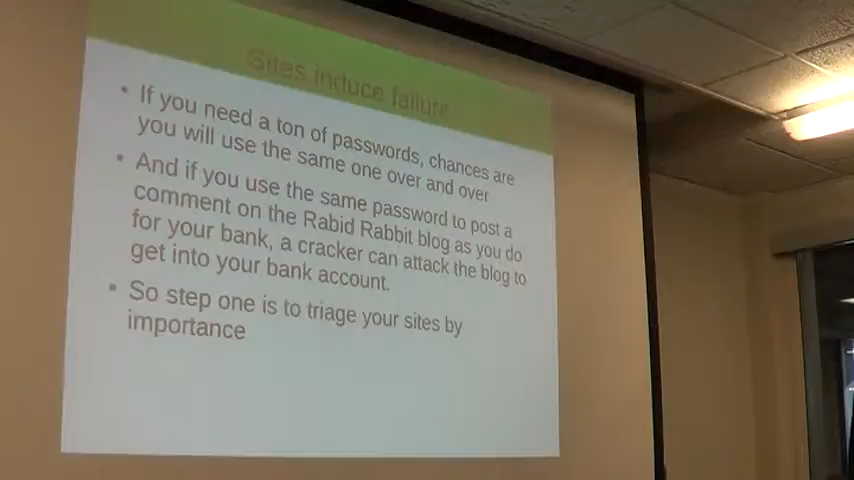 Sites induce failure
• If you need a ton of passwords, chances are
you will use the same one over and over
• And if you use the same password to post a
comment on the Rabid Rabbit blog as you do
for your bank, a cracker can attack the blog to
get into your bank account.
• So step one is to triage your sites by
importance